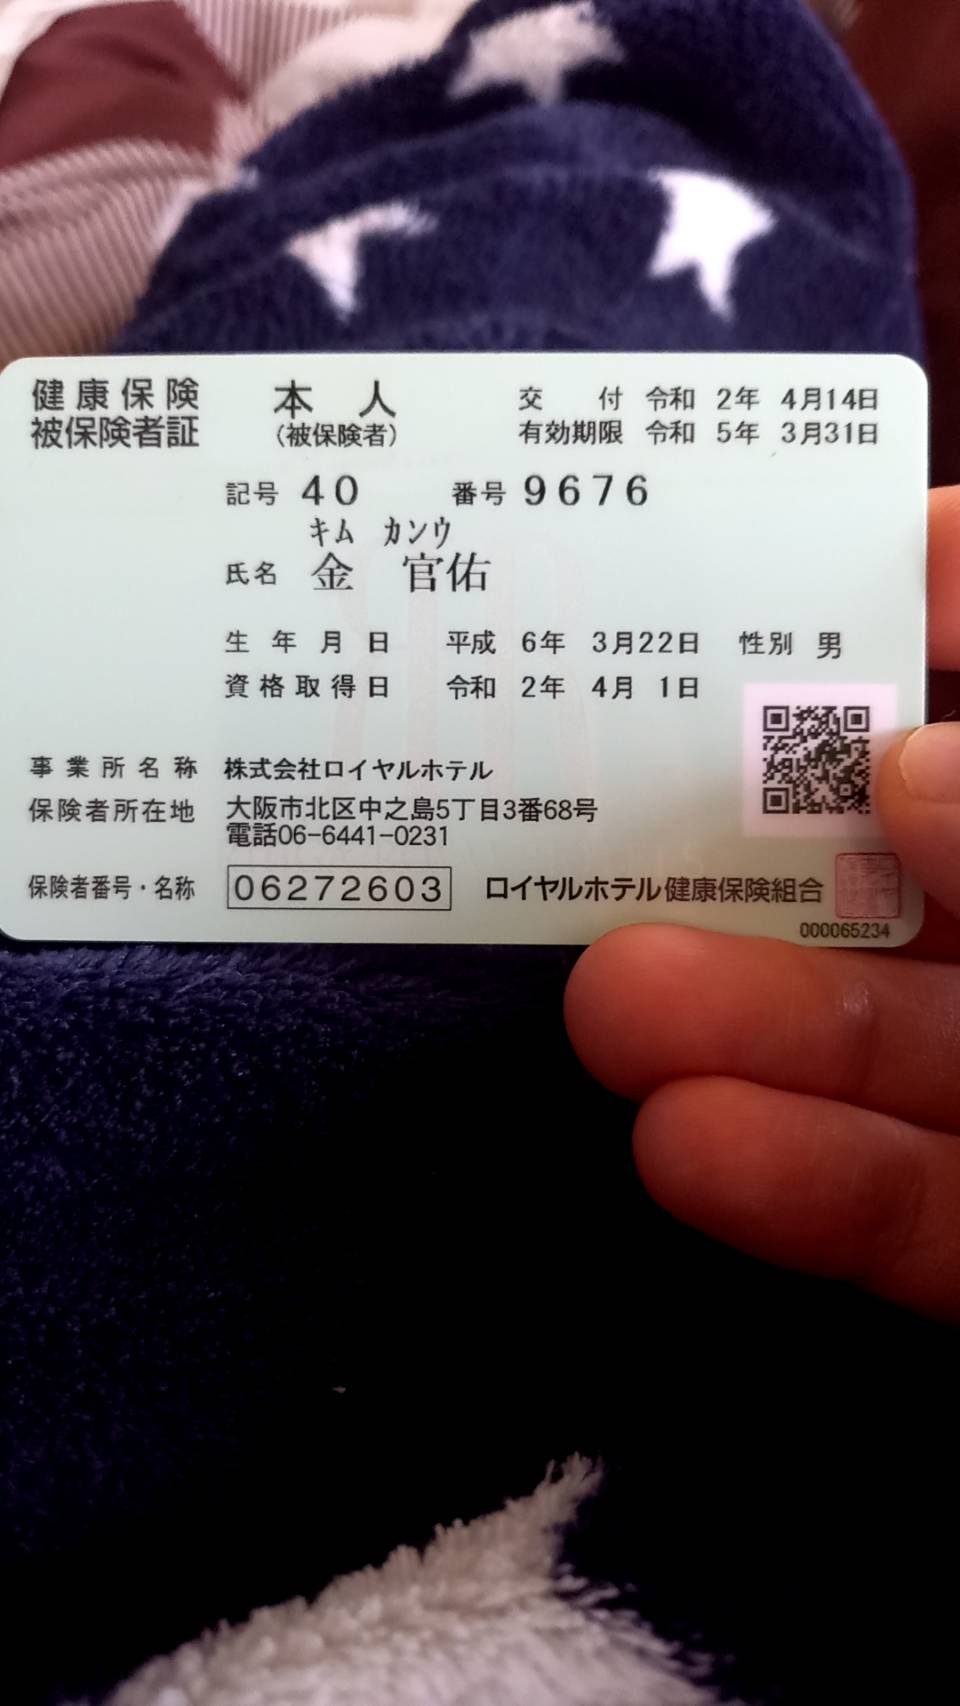 健康保険 本人 交付 令和 2年 4月14日
被保険者証 (被保険者) 有効期限 令和 5年 3月31日
記号 40 番号 9676
キム カンウ
氏名 金 官佑
生年月日 平成 6年 3月22日 性別 男
資格取得日 令和 2年 4月 1日
事業所名称 株式会社ロイヤルホテル
保険者所在地 大阪市北区中之島5丁目3番68号
電話06-6441-0231
保険者番号・名称 06272603 ロイヤルホテル健康保険組合
000065234